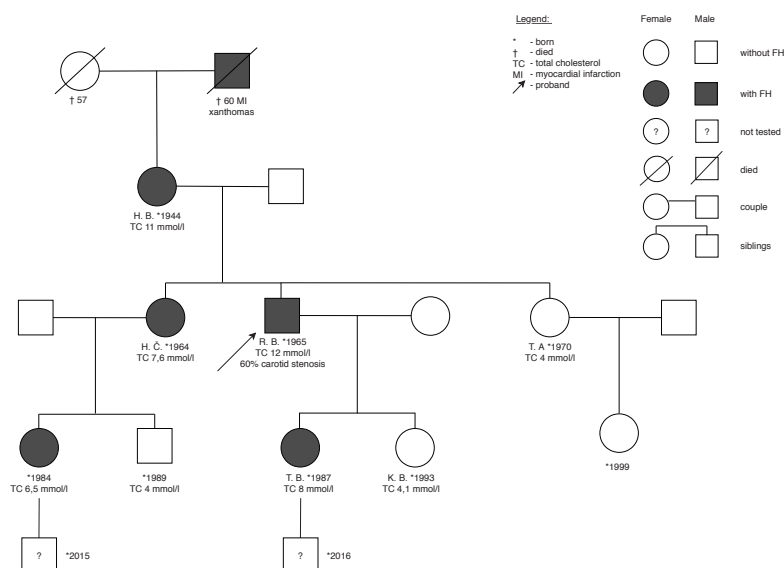 Legend:
* - born
† - died
TC - total cholesterol
MI - myocardial infarction
- proband
Female Male
without FH
with FH
? ? not tested
died
couple
siblings
† 57
† 60 MI
xanthomas
H. B. *1944
TC 11 mmol/l
H. Č. *1964
TC 7,6 mmol/l
R. B. *1965
TC 12 mmol/l
60% carotid stenosis
T. A *1970
TC 4 mmol/l
*1984
TC 6,5 mmol/l
*1989
TC 4 mmol/l
T. B. *1987
TC 8 mmol/l
K. B. *1993
TC 4,1 mmol/l
*1999
? *2015
? *2016